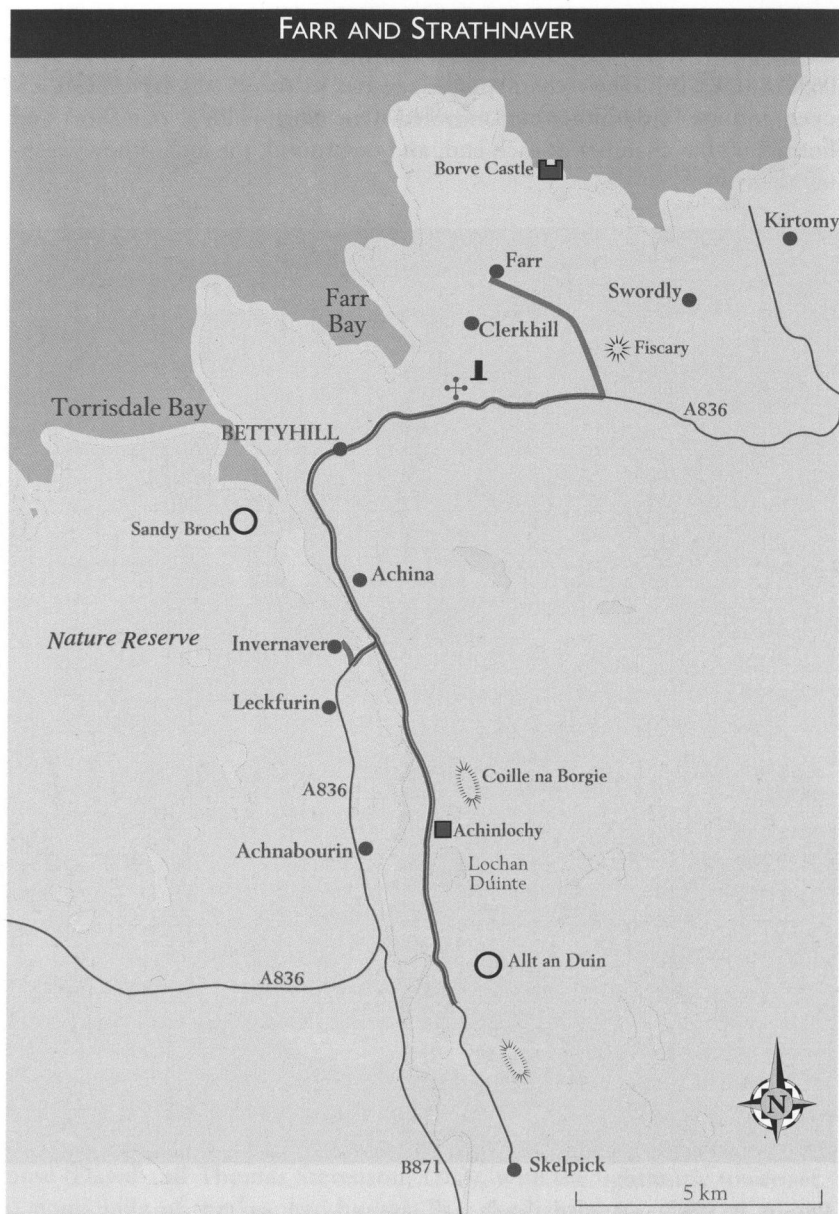 FARR AND STRATHNAVER
Borve Castle
Kirtomy
Farr
Swordly
Farr
Bay
Clerkhill
Fiscary
Torrisdale Bay
A836
BETTYHILL
Sandy Broch
Achina
Nature Reserve
Invernaver
Leckfurin
Coille na Borgie
A836
Achinlochy
Achnabourin
Lochan
Dúinte
Allt an Duin
A836
N
B871
Skelpick
5 km